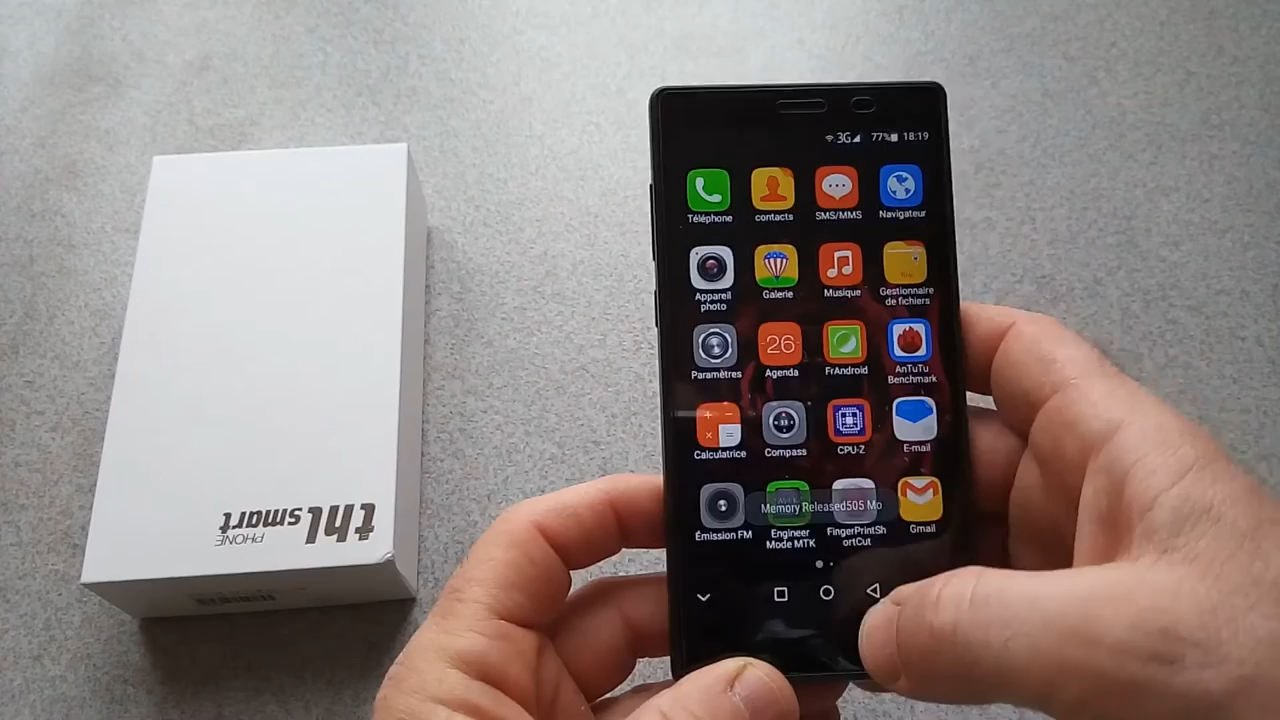 thl smart
PHONE
3G 77% 18:19
Téléphone contacts SMS/MMS Navigateur
Appareil photo Galerie Musique Gestionnaire de fichiers
26
Paramètres Agenda FrAndroid AnTuTu Benchmark
Calculatrice Compass CPU-Z E-mail
Memory Released505 Mo
Émission FM Engineer Mode MTK FingerPrintShortCut Gmail